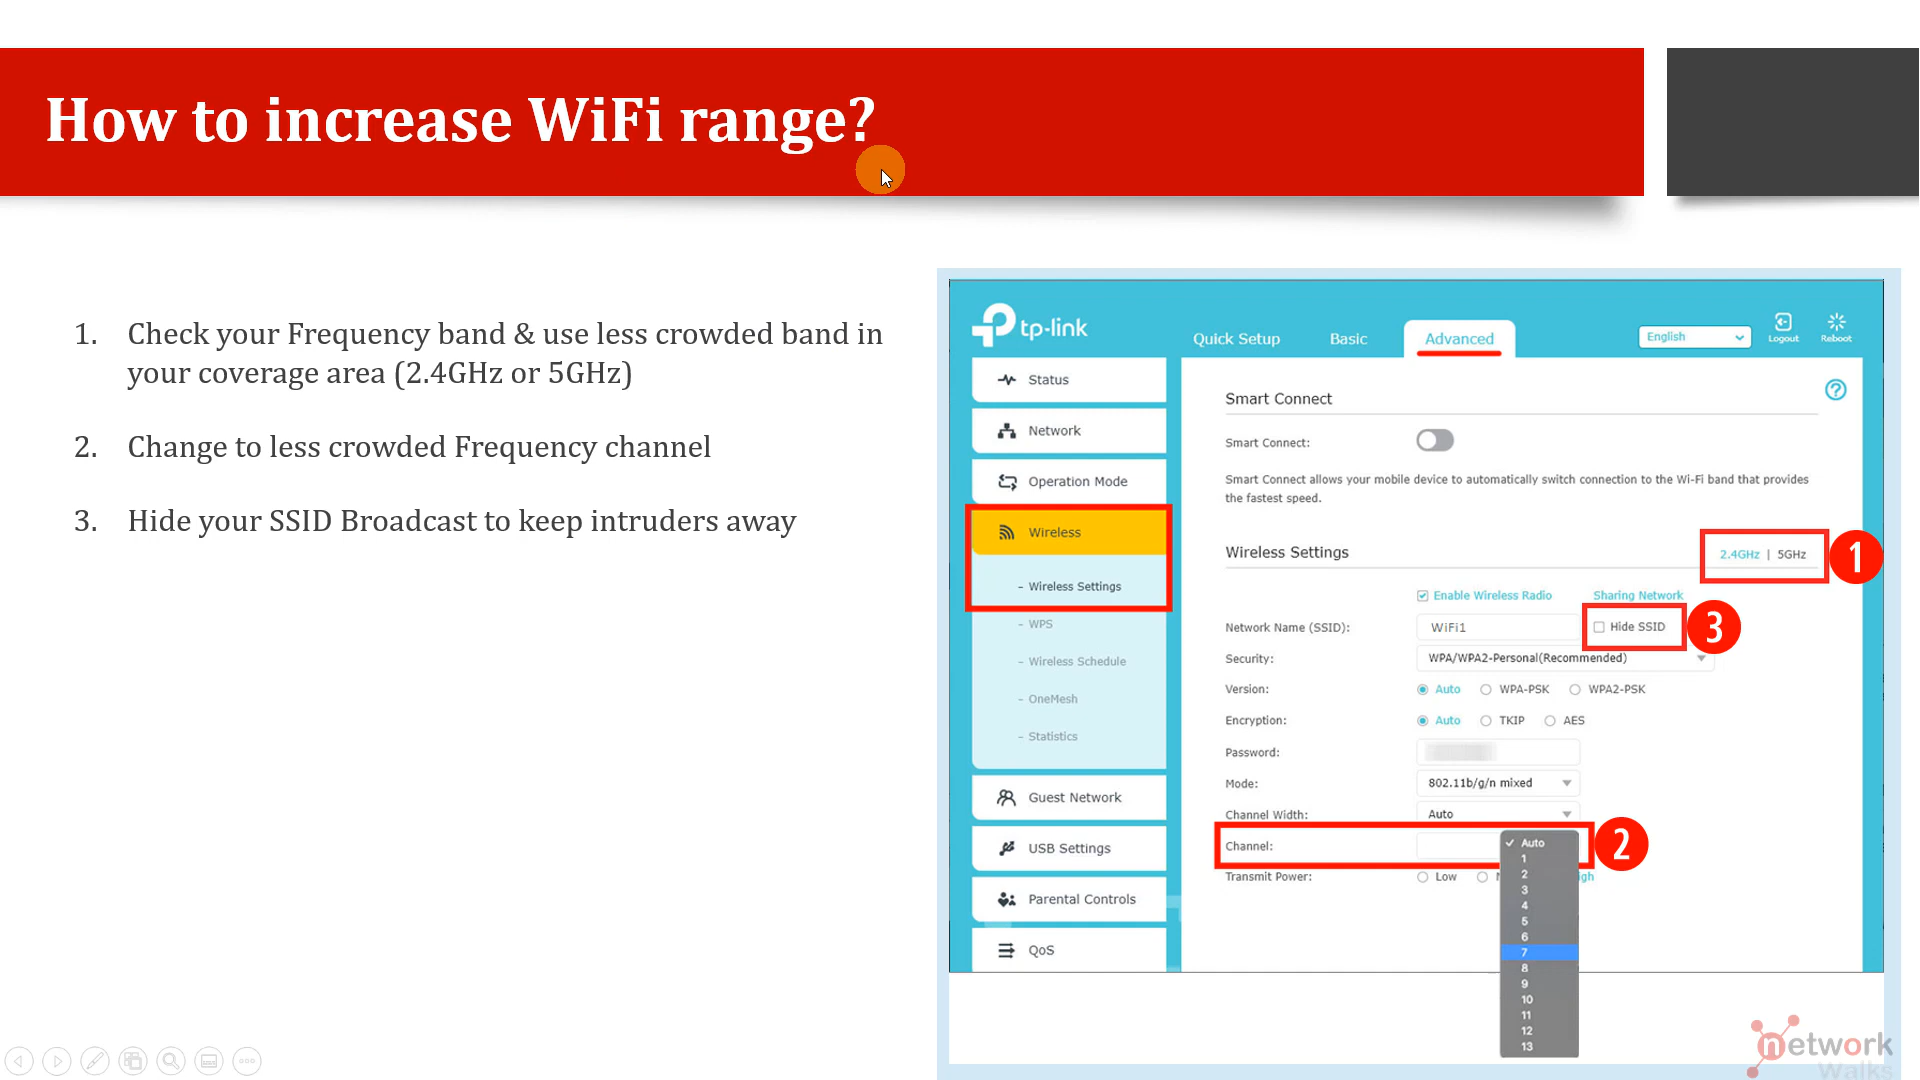 How to increase WiFi range?
1. Check your Frequency band & use less crowded band in
your coverage area (2.4GHz or 5GHz)
2. Change to less crowded Frequency channel
3. Hide your SSID Broadcast to keep intruders away
tp-link
Quick Setup
Basic
Advanced
English
Logout
Reboot
Status
Network
Operation Mode
Wireless
- Wireless Settings
- WPS
- Wireless Schedule
- OneMesh
- Statistics
Guest Network
USB Settings
Parental Controls
QoS
Smart Connect
Smart Connect:
Smart Connect allows your mobile device to automatically switch connection to the Wi-Fi band that provides
the fastest speed.
Wireless Settings
2.4GHz | 5GHz
1
Enable Wireless Radio
Sharing Network
Network Name (SSID): WiFi1
Hide SSID
3
Security: WPA/WPA2-Personal(Recommended)
Version: Auto WPA-PSK WPA2-PSK
Encryption: Auto TKIP AES
Password:
Mode: 802.11b/g/n mixed
Channel Width: Auto
Channel:
2
Transmit Power: Low
Auto
1
2
3
4
5
6
7
8
9
10
11
12
13
network
Walks